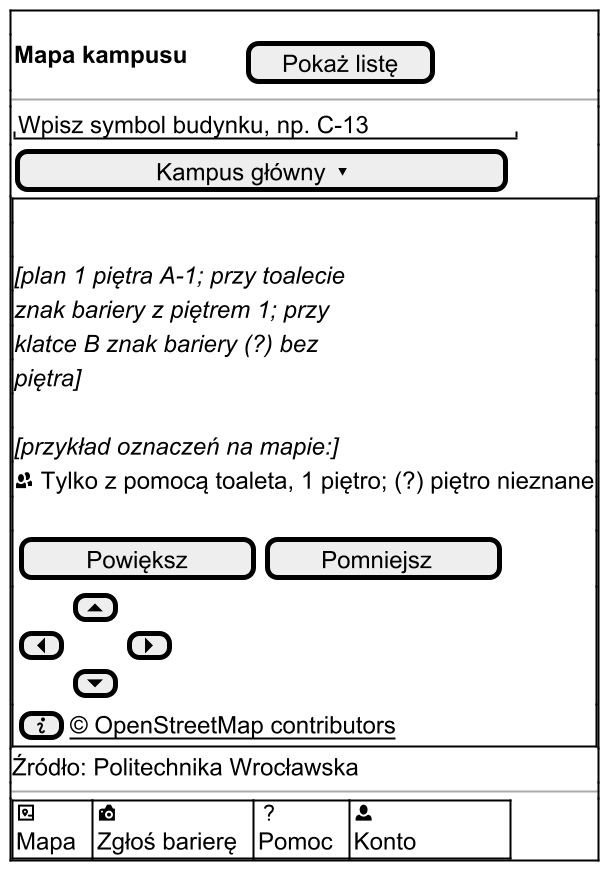 Mapa kampusu
Pokaż listę
Wpisz symbol budynku, np. C-13
Kampus główny ▾
[plan 1 piętra A-1; przy toalecie
znak bariery z piętrem 1; przy
klatce B znak bariery (?) bez
piętra]
[przykład oznaczeń na mapie:]
Tylko z pomocą toaleta, 1 piętro; (?) piętro nieznane
Powiększ Pomniejsz
i © OpenStreetMap contributors
Źródło: Politechnika Wrocławska
?
Mapa Zgłoś barierę Pomoc Konto